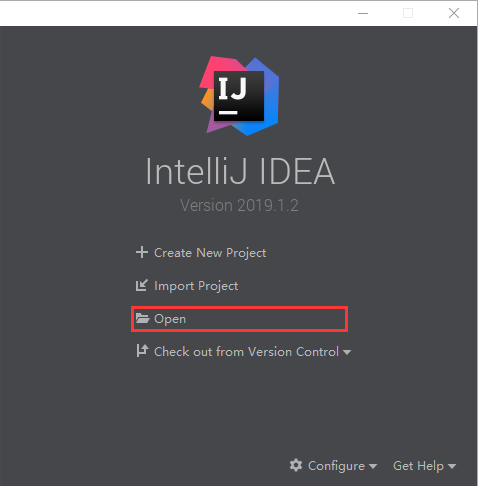 IJ
IntelliJ IDEA
Version 2019.1.2
Create New Project
Import Project
Open
Check out from Version Control
Configure Get Help